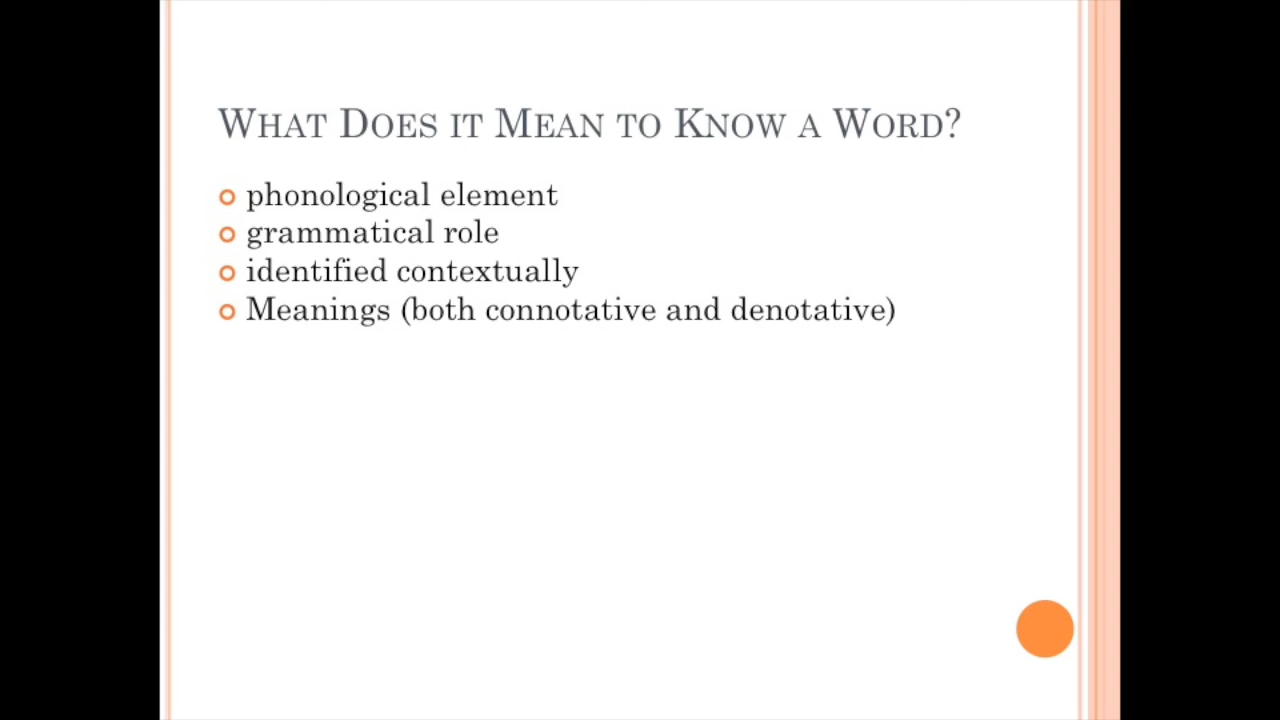 What Does it Mean to Know a Word?
phonological element
grammatical role
identified contextually
Meanings (both connotative and denotative)